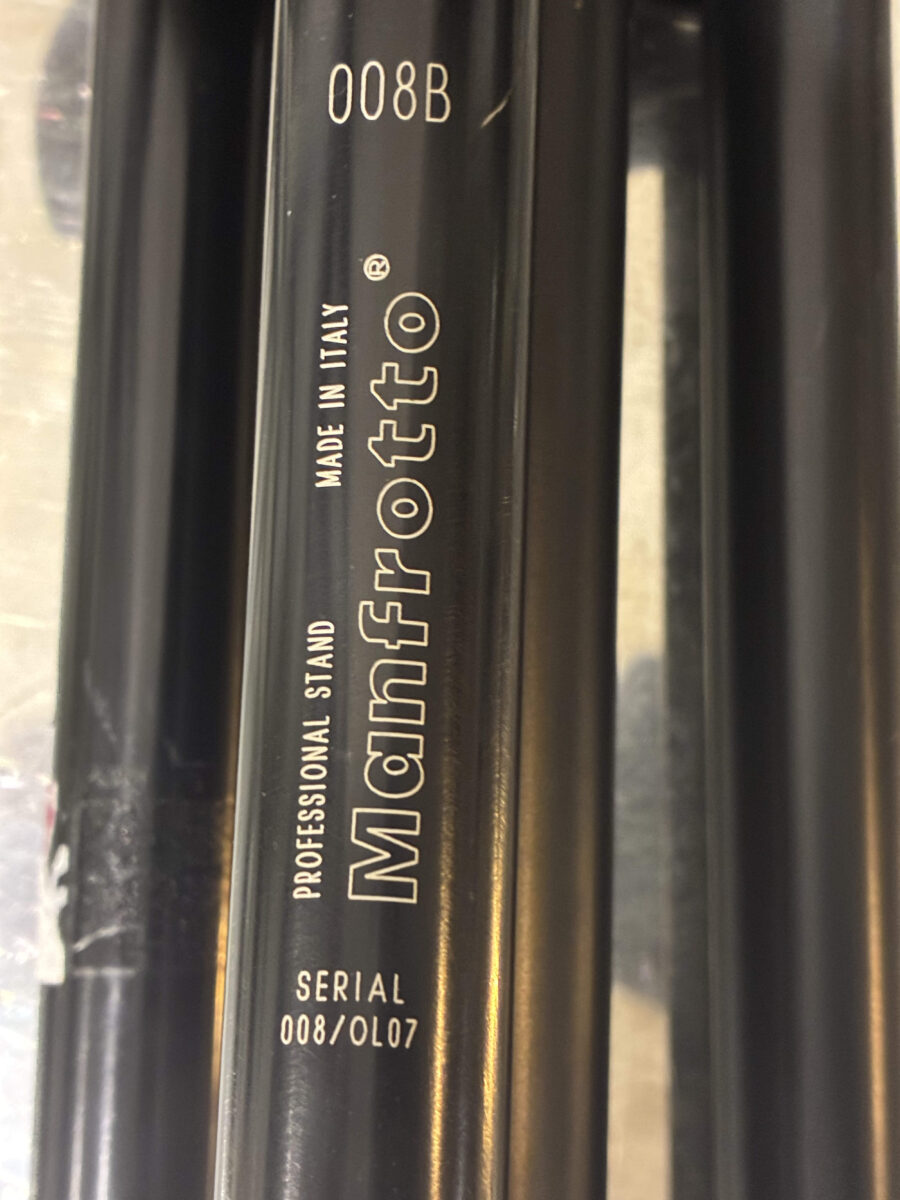 008B
MADE IN ITALY
PROFESSIONAL STAND
Manfrotto®
SERIAL
008/OL07